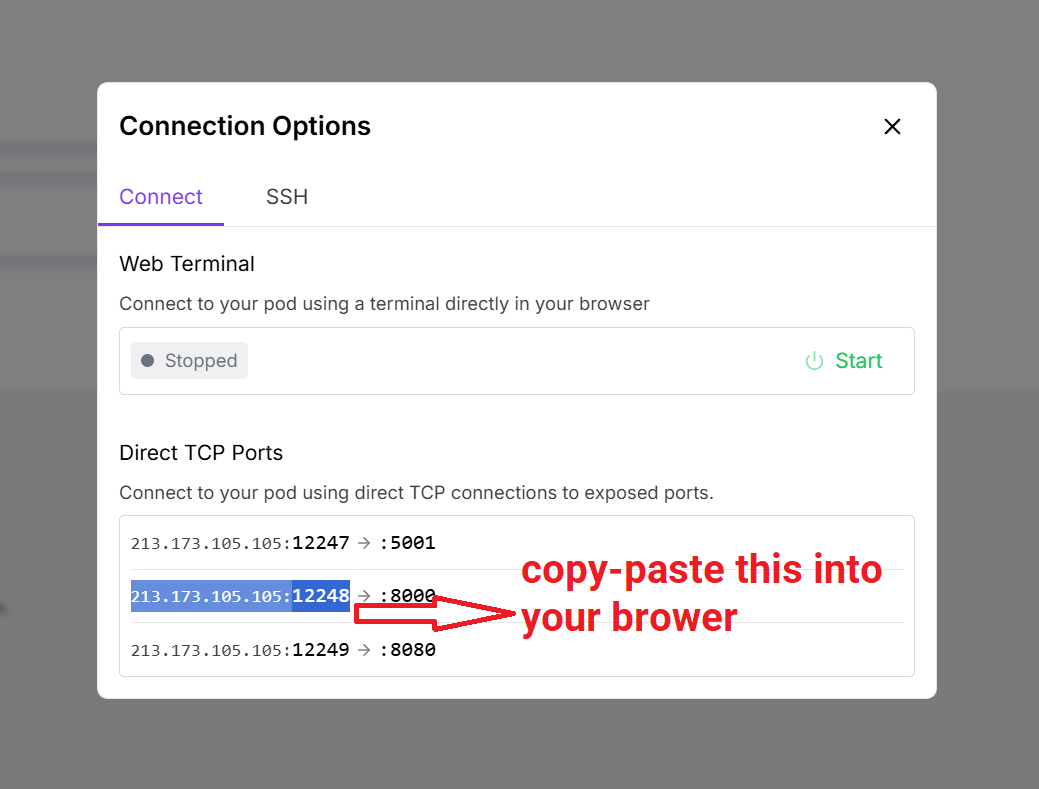 Connection Options
Connect
SSH
Web Terminal
Connect to your pod using a terminal directly in your browser
Stopped
Start
Direct TCP Ports
Connect to your pod using direct TCP connections to exposed ports.
213.173.105.105:12247 → :5001
213.173.105.105:12248 → :8000
213.173.105.105:12249 → :8080
copy-paste this into
your brower